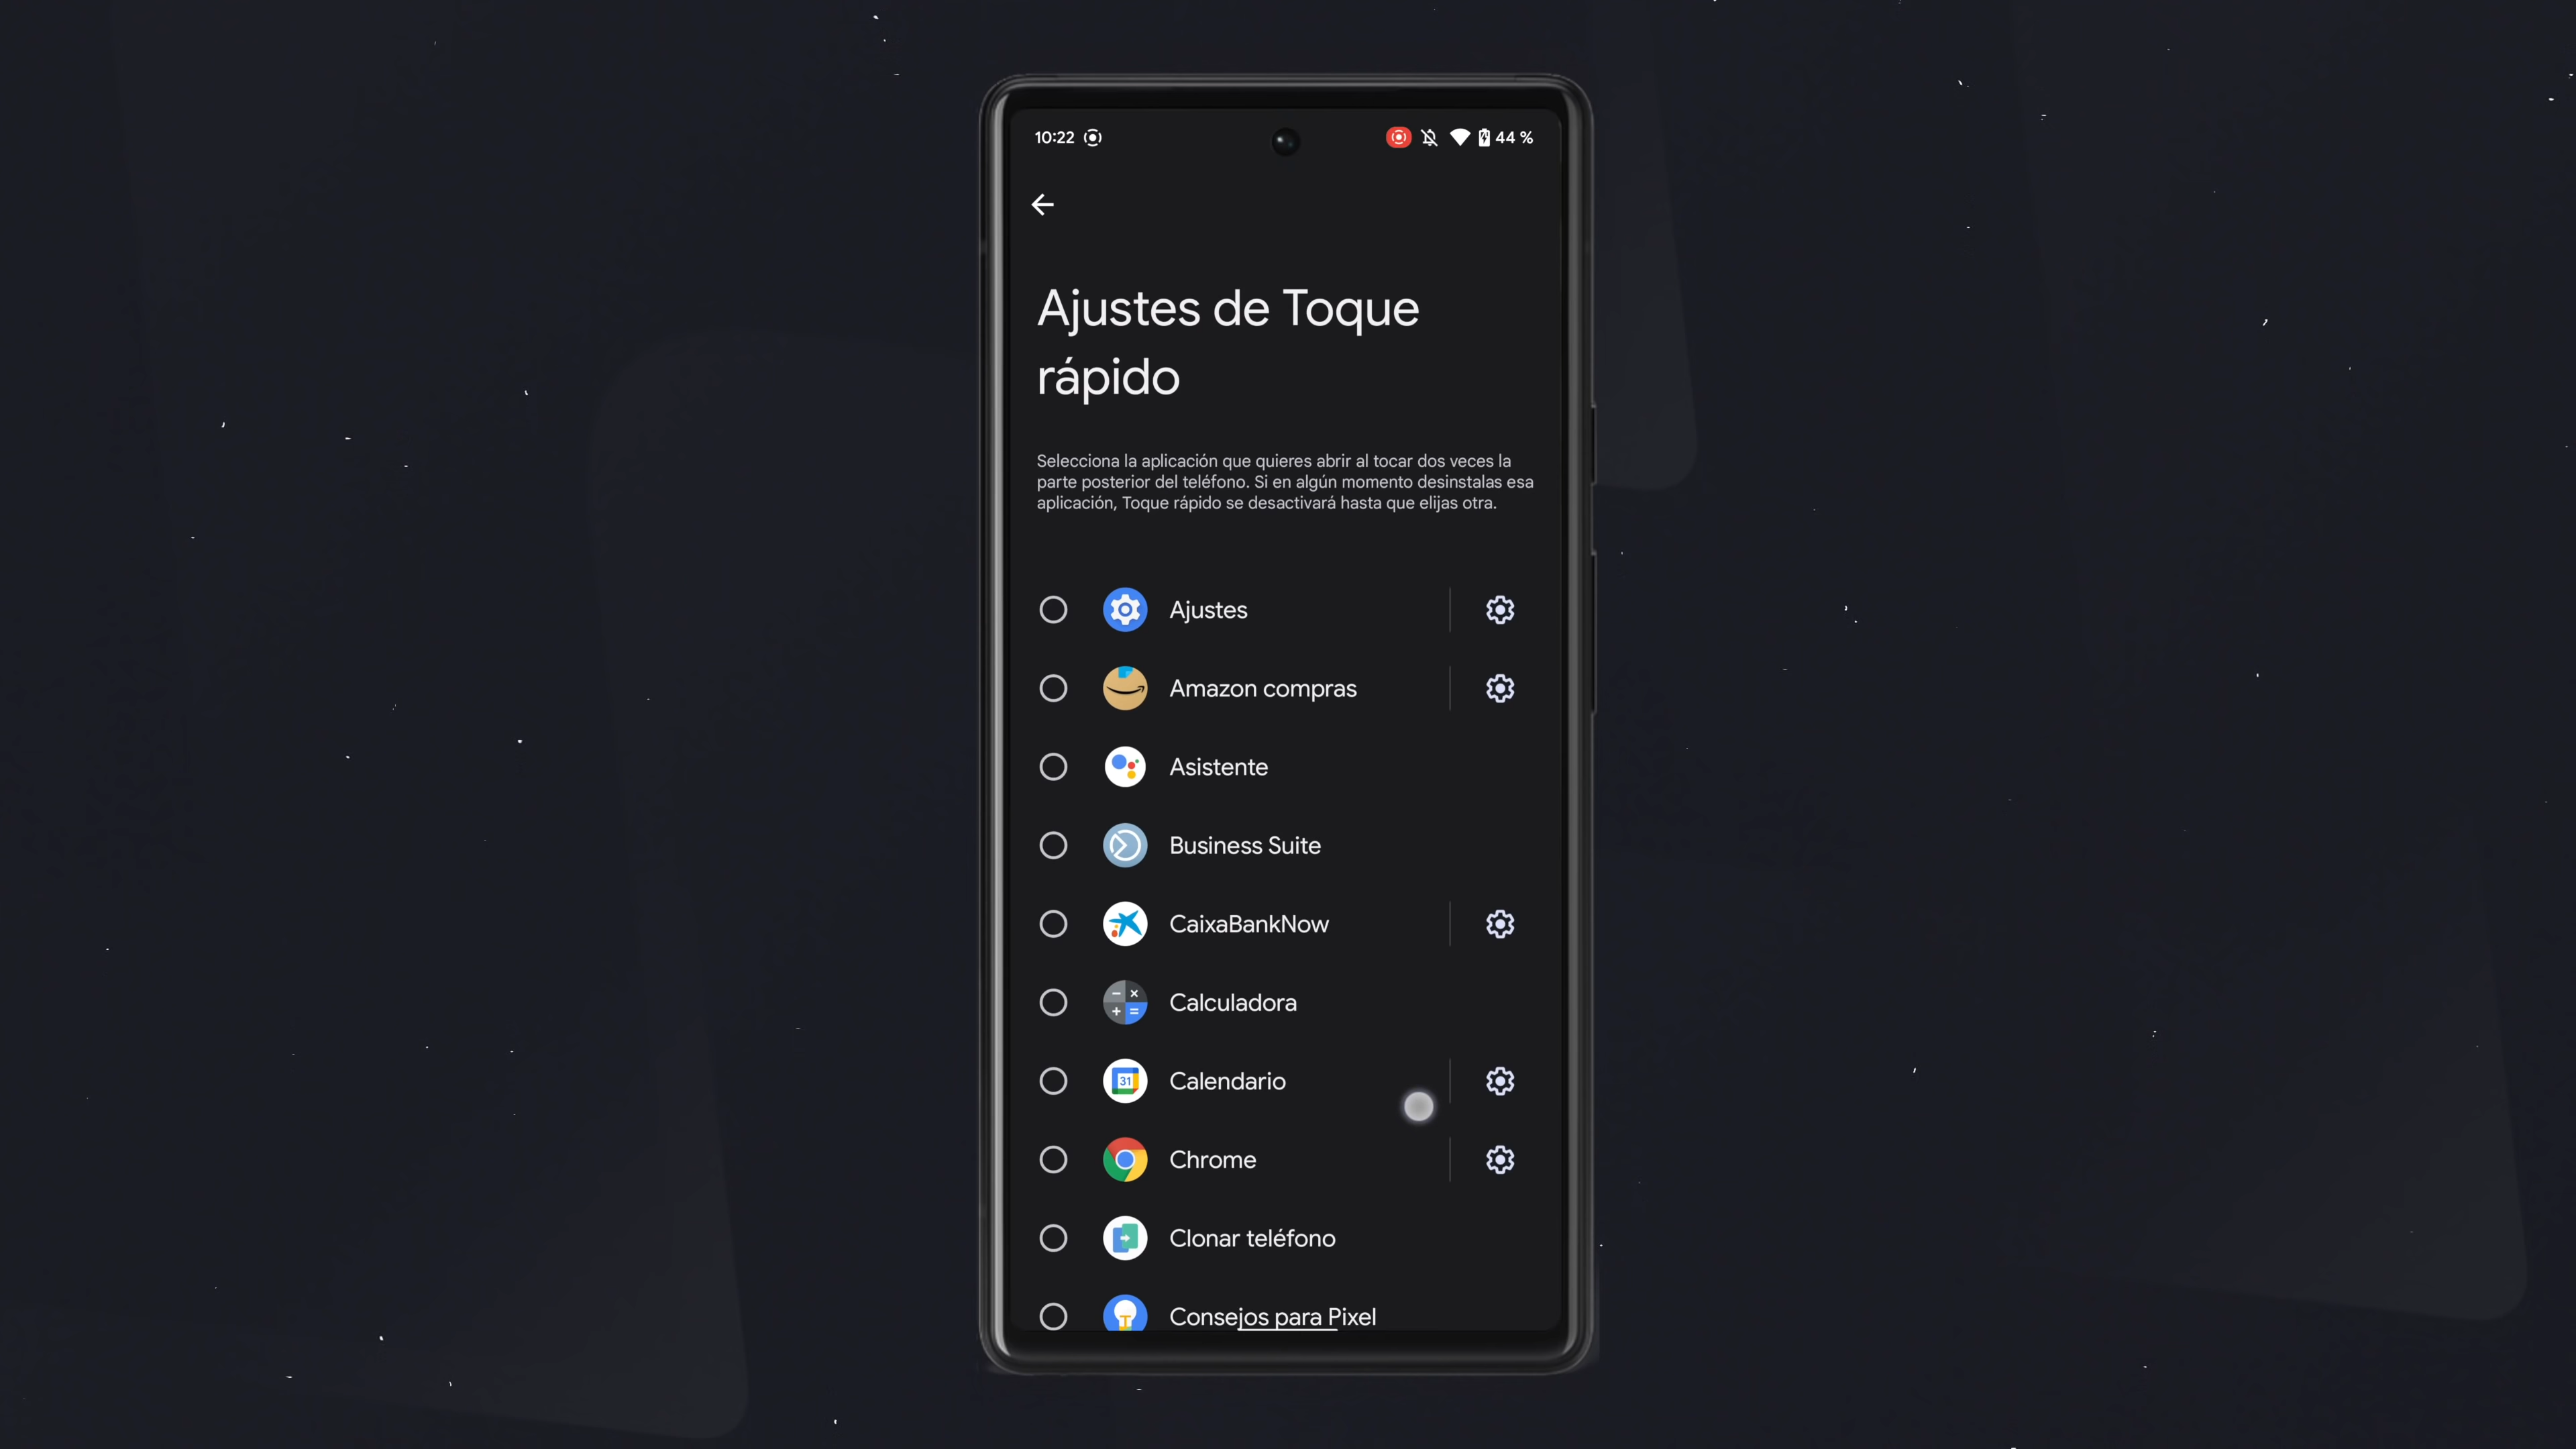 10:22
44 %
Ajustes de Toque
rápido
Selecciona la aplicación que quieres abrir al tocar dos veces la
parte posterior del teléfono. Si en algún momento desinstalas esa
aplicación, Toque rápido se desactivará hasta que elijas otra.
Ajustes
Amazon compras
Asistente
Business Suite
CaixaBankNow
Calculadora
31
Calendario
Chrome
Clonar teléfono
Consejos para Pixel